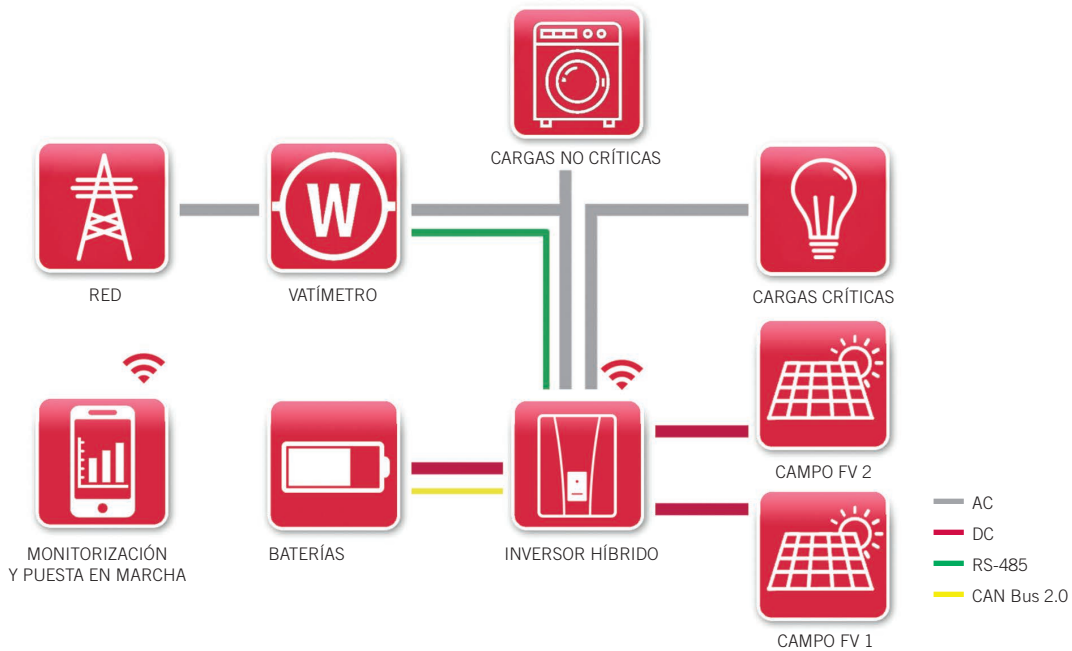 CARGAS NO CRÍTICAS
W
RED
VATÍMETRO
CARGAS CRÍTICAS
CAMPO FV 2
MONITORIZACIÓN
Y PUESTA EN MARCHA
BATERÍAS
INVERSOR HÍBRIDO
AC
DC
RS-485
CAN Bus 2.0
CAMPO FV 1